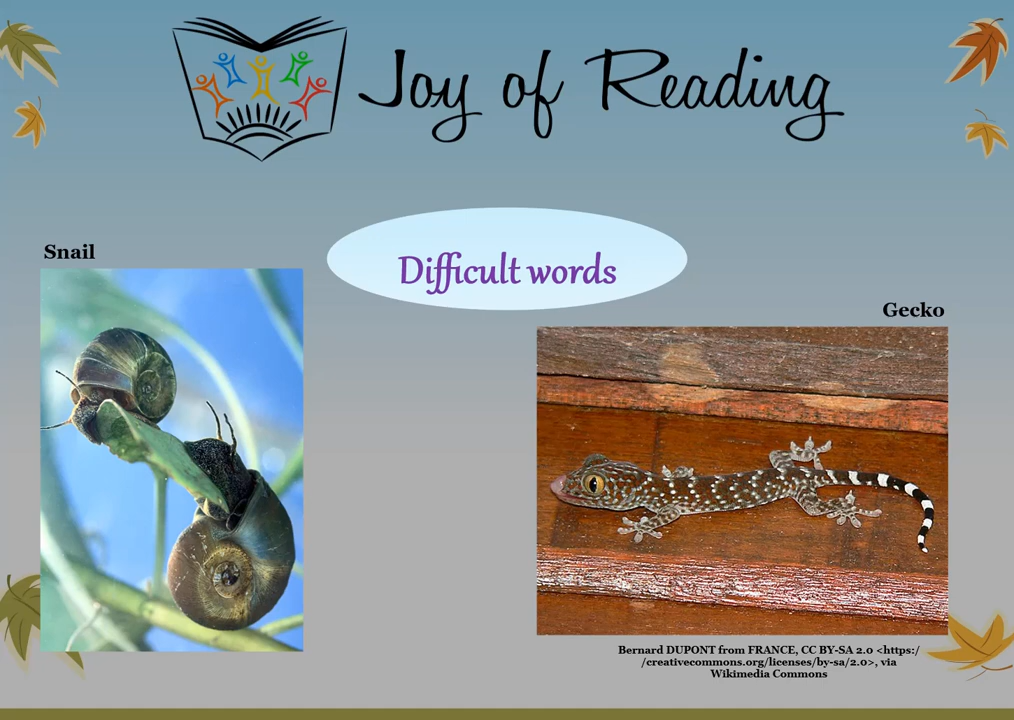 Joy of Reading
Difficult words
Snail
Gecko
Bernard DUPONT from FRANCE, CC BY-SA 2.0 <https:/
/creativecommons.org/licenses/by-sa/2.0>, via
Wikimedia Commons